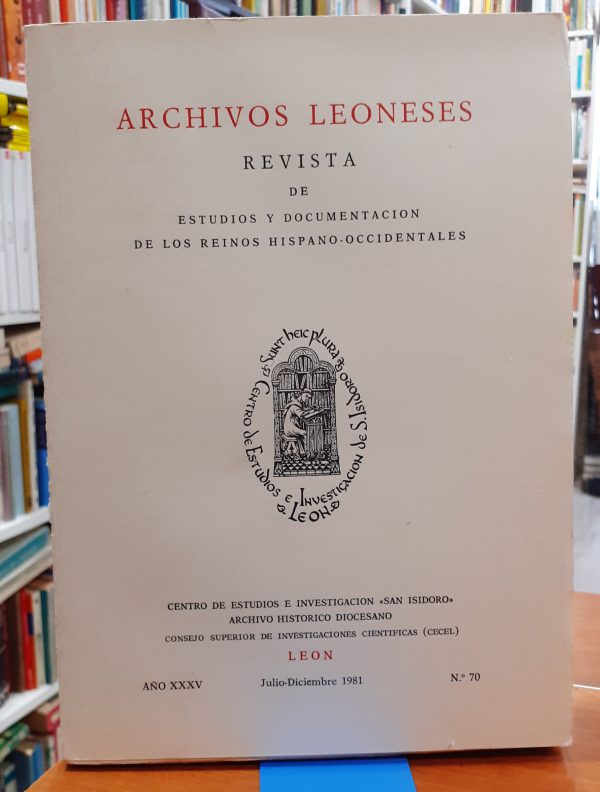 ARCHIVOS LEONESES
REVISTA
DE
ESTUDIOS Y DOCUMENTACION
DE LOS REINOS HISPANO-OCCIDENTALES
Sunt heic plura
Centro de Estudios e Investigacion de S. Isidoro
LEON
CENTRO DE ESTUDIOS E INVESTIGACION «SAN ISIDORO»
ARCHIVO HISTORICO DIOCESANO
CONSEJO SUPERIOR DE INVESTIGACIONES CIENTIFICAS (CECEL)
LEON
AÑO XXXV Julio-Diciembre 1981 N.º 70